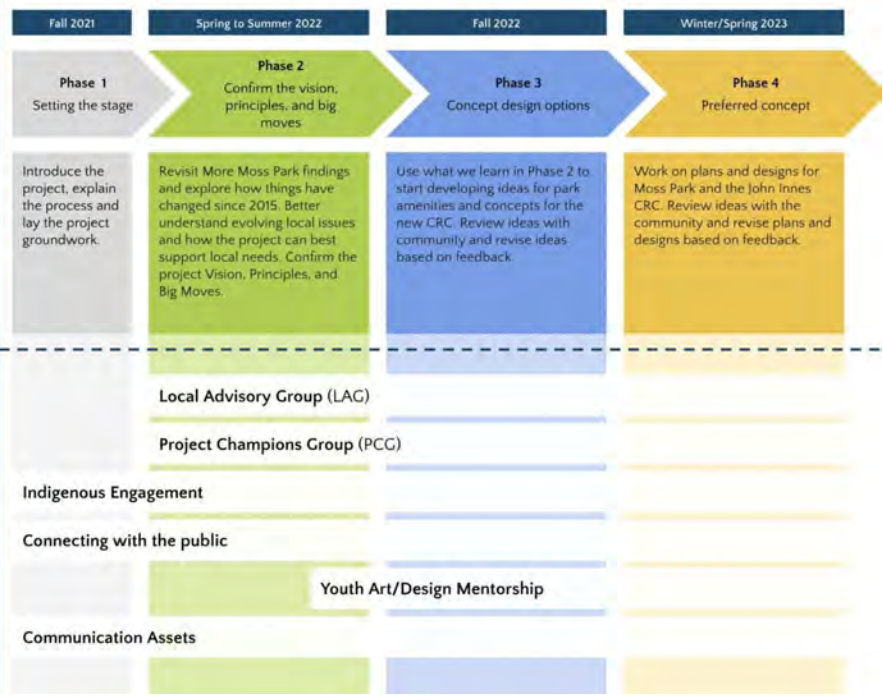 Fall 2021
Spring to Summer 2022
Fall 2022
Winter/Spring 2023
Phase 1
Setting the stage
Phase 2
Confirm the vision,
principles, and big
moves
Phase 3
Concept design options
Phase 4
Preferred concept
Introduce the
project, explain
the process and
lay the project
groundwork.
Revisit More Moss Park findings
and explore how things have
changed since 2015. Better
understand evolving local issues
and how the project can best
support local needs. Confirm the
project Vision, Principles, and
Big Moves.
Use what we learn in Phase 2 to
start developing ideas for park
amenities and concepts for the
new CRC. Review ideas with
community and revise ideas
based on feedback.
Work on plans and designs for
Moss Park and the John Innes
CRC. Review ideas with the
community and revise plans and
designs based on feedback.
Local Advisory Group (LAG)
Project Champions Group (PCG)
Indigenous Engagement
Connecting with the public
Youth Art/Design Mentorship
Communication Assets